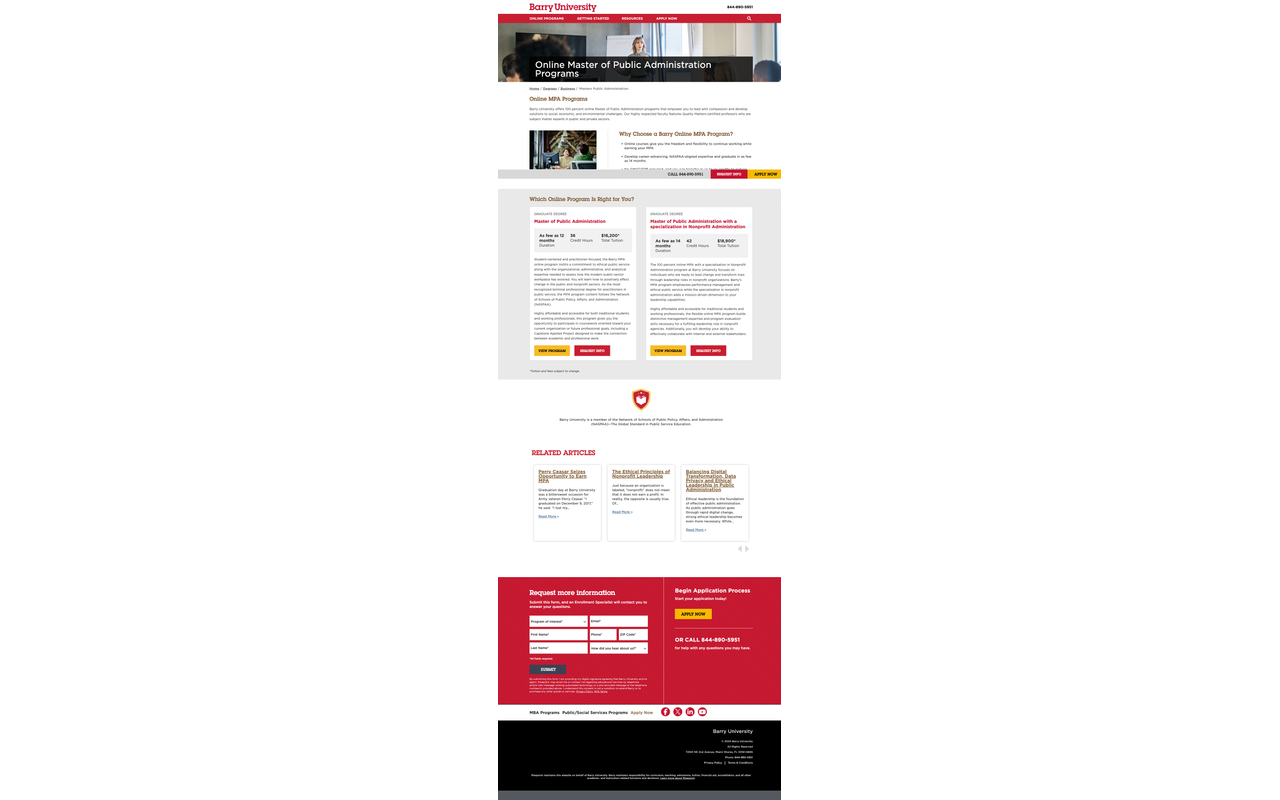 Barry University
844-890-5951
ONLINE PROGRAMS GETTING STARTED RESOURCES APPLY NOW
Online Master of Public Administration
Programs
Home / Degrees / Business / Masters Public Administration
Online MPA Programs
Barry University offers 100 percent online Master of Public Administration programs that empower you to lead with compassion and develop
solutions to social, economic, and environmental challenges. Our highly respected faculty features Quality Matters-certified professors who are
subject matter experts in public and private sectors.
Why Choose a Barry Online MPA Program?
• Online courses give you the freedom and flexibility to continue working while
earning your MPA.
• Develop career-advancing, NASPAA-aligned expertise and graduate in as few
as 14 months.
CALL 844-890-5951 REQUEST INFO APPLY NOW
Which Online Program Is Right for You?
GRADUATE DEGREE
Master of Public Administration
As few as 12
months
Duration
36
Credit Hours
$16,200*
Total Tuition
Student-centered and practitioner-focused, the Barry MPA
online program instills a commitment to ethical public service
along with the organizational, administrative, and analytical
expertise needed to assess how the modern public-sector
workplace has evolved. You will learn how to positively effect
change in the public and nonprofit sectors. As the most
recognized terminal professional degree for practitioners in
public service, the MPA program content follows the Network
of Schools of Public Policy, Affairs, and Administration
(NASPAA).
Highly affordable and accessible for both traditional students
and working professionals, this program gives you the
opportunity to participate in coursework oriented toward your
current organization or future professional goals, including a
Capstone Applied Project designed to make the connection
between academic and professional work.
VIEW PROGRAM REQUEST INFO
GRADUATE DEGREE
Master of Public Administration with a
specialization in Nonprofit Administration
As few as 14
months
Duration
42
Credit Hours
$18,900*
Total Tuition
The 100 percent online MPA with a specialization in Nonprofit
Administration program at Barry University focuses on
individuals who are ready to lead change and transform lives
through leadership roles in nonprofit organizations. Barry's
MPA program emphasizes performance management and
ethical public service while the specialization in nonprofit
administration adds a mission-driven dimension to your
leadership capabilities.
Highly affordable and accessible for traditional students and
working professionals, the flexible online MPA program builds
distinctive management expertise and program evaluation
skills necessary for a fulfilling leadership role in nonprofit
agencies. Additionally, you will develop your ability to
effectively collaborate with internal and external stakeholders.
VIEW PROGRAM REQUEST INFO
*Tuition and fees subject to change.
Barry University is a member of the Network of Schools of Public Policy, Affairs, and Administration
(NASPAA)—The Global Standard in Public Service Education.
RELATED ARTICLES
Perry Ceasar Seizes
Opportunity to Earn
MPA
Graduation day at Barry University
was a bittersweet occasion for
Army veteran Perry Ceasar. "I
graduated on December 9, 2017,"
he said. "I lost my...
Read More >
The Ethical Principles of
Nonprofit Leadership
Just because an organization is
labeled, "nonprofit" does not mean
that it does not earn a profit. In
reality, the opposite is usually true.
Of...
Read More >
Balancing Digital
Transformation, Data
Privacy and Ethical
Leadership in Public
Administration
Ethical leadership is the foundation
of effective public administration.
As public administration goes
through rapid digital change,
strong ethical leadership becomes
even more necessary. While...
Read More >
Request more information
Submit this form, and an Enrollment Specialist will contact you to
answer your questions.
Program of Interest* Email*
First Name* Phone* ZIP Code*
Last Name* How did you hear about us?*
*All fields required.
SUBMIT
Begin Application Process
Start your application today!
APPLY NOW
OR CALL 844-890-5951
for help with any questions you may have.
MBA Programs Public/Social Services Programs Apply Now
Barry University
All Rights Reserved
Privacy Policy | Terms & Conditions